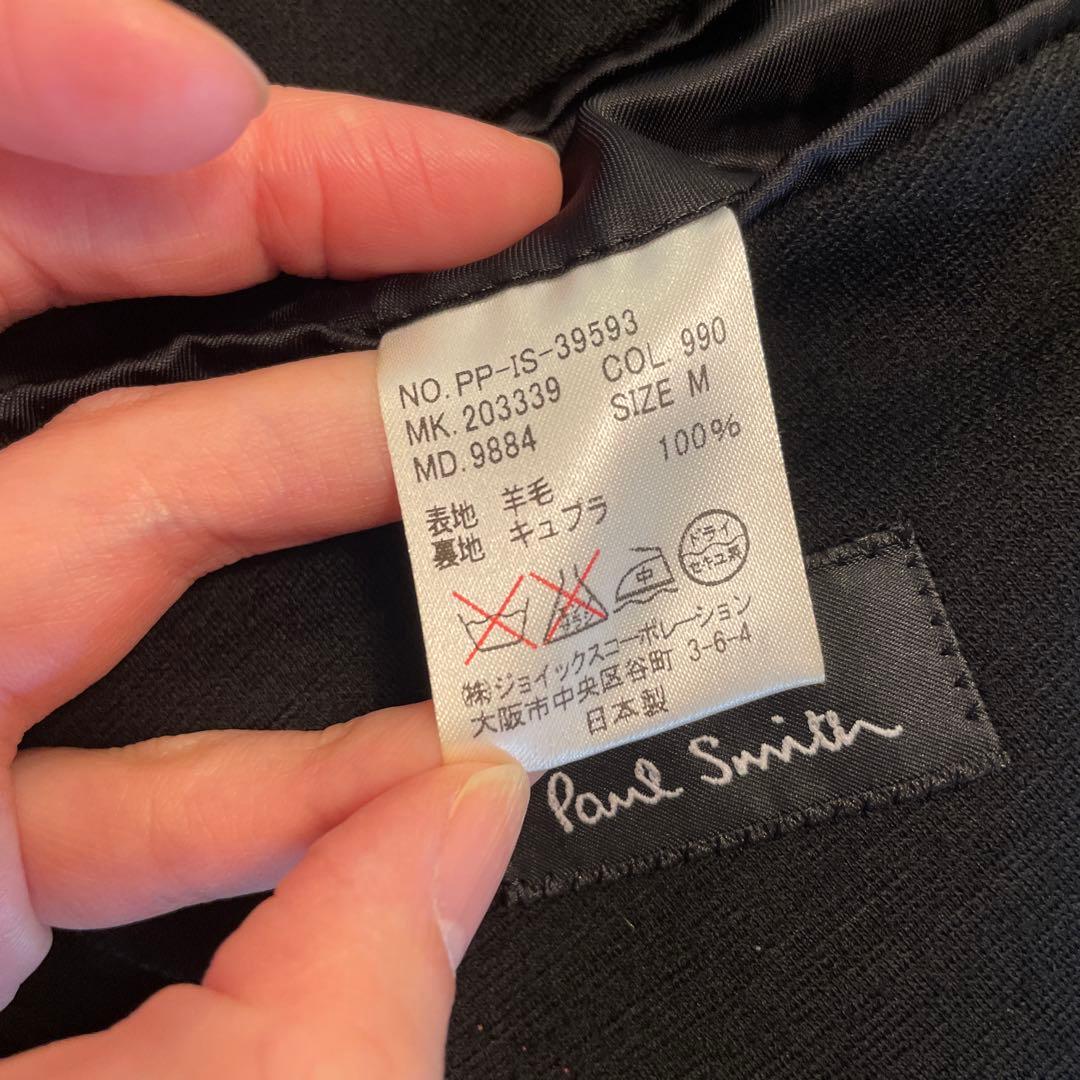 NO. PP-IS-39593
MK. 203339 COL. 990
MD. 9884 SIZE M
100%
表地 羊毛
裏地 キュプラ
サラシ
中
ドライ
セキユ系
㈱ジョイックスコーポレーション
大阪市中央区谷町 3-6-4
日本製
Paul Smith